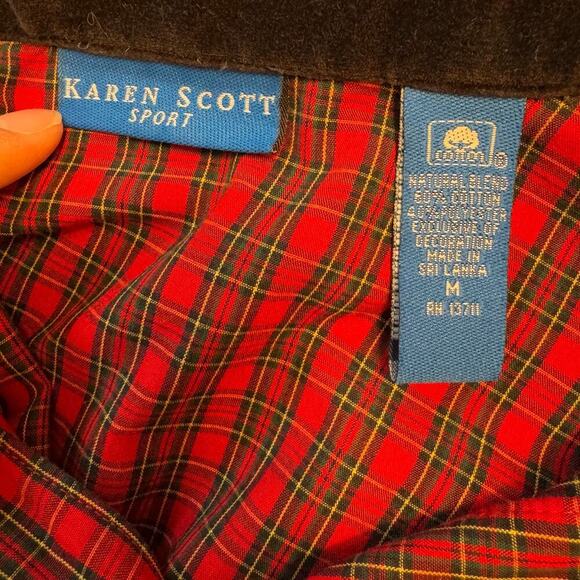 KAREN SCOTT
SPORT
cotton
®
NATURAL BLEND
60% COTTON
40% POLYESTER
EXCLUSIVE OF
DECORATION
MADE IN
SRI LANKA
M
RN 13711